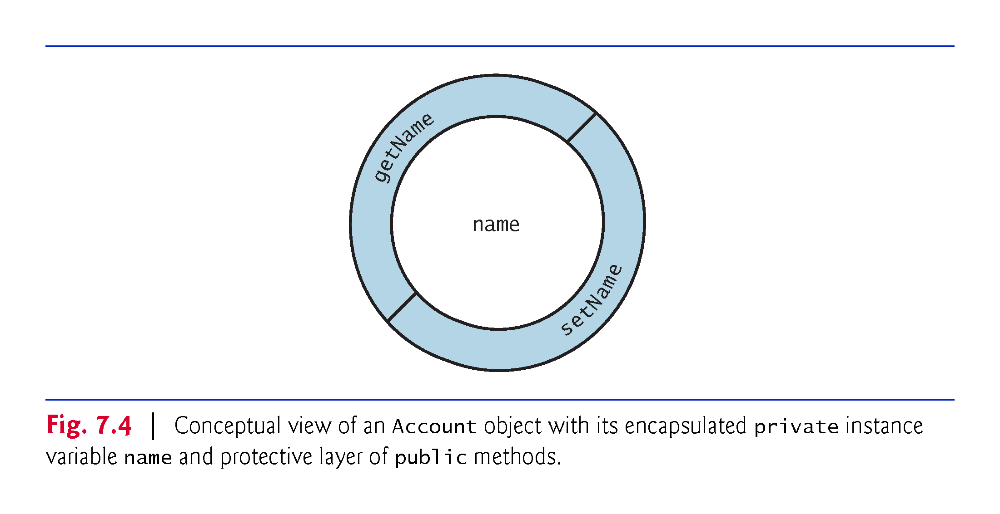 getName
name
setName
Fig. 7.4 | Conceptual view of an Account object with its encapsulated private instance
variable name and protective layer of public methods.